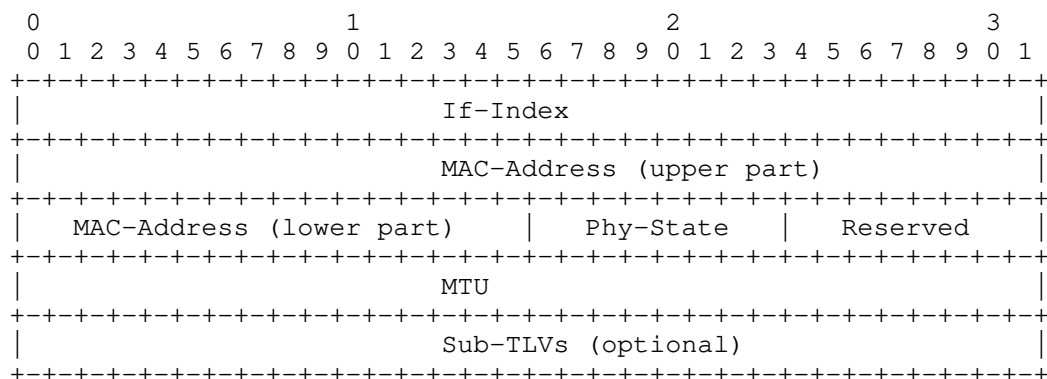 0                   1                   2                   3
 0 1 2 3 4 5 6 7 8 9 0 1 2 3 4 5 6 7 8 9 0 1 2 3 4 5 6 7 8 9 0 1
+-+-+-+-+-+-+-+-+-+-+-+-+-+-+-+-+-+-+-+-+-+-+-+-+-+-+-+-+-+-+-+-+
|                          If-Index                             |
+-+-+-+-+-+-+-+-+-+-+-+-+-+-+-+-+-+-+-+-+-+-+-+-+-+-+-+-+-+-+-+-+
|                          MAC-Address (upper part)             |
+-+-+-+-+-+-+-+-+-+-+-+-+-+-+-+-+-+-+-+-+-+-+-+-+-+-+-+-+-+-+-+-+
|   MAC-Address (lower part)    |   Phy-State   |   Reserved    |
+-+-+-+-+-+-+-+-+-+-+-+-+-+-+-+-+-+-+-+-+-+-+-+-+-+-+-+-+-+-+-+-+
|                          MTU                                  |
+-+-+-+-+-+-+-+-+-+-+-+-+-+-+-+-+-+-+-+-+-+-+-+-+-+-+-+-+-+-+-+-+
|                          Sub-TLVs (optional)                  |
+-+-+-+-+-+-+-+-+-+-+-+-+-+-+-+-+-+-+-+-+-+-+-+-+-+-+-+-+-+-+-+-+